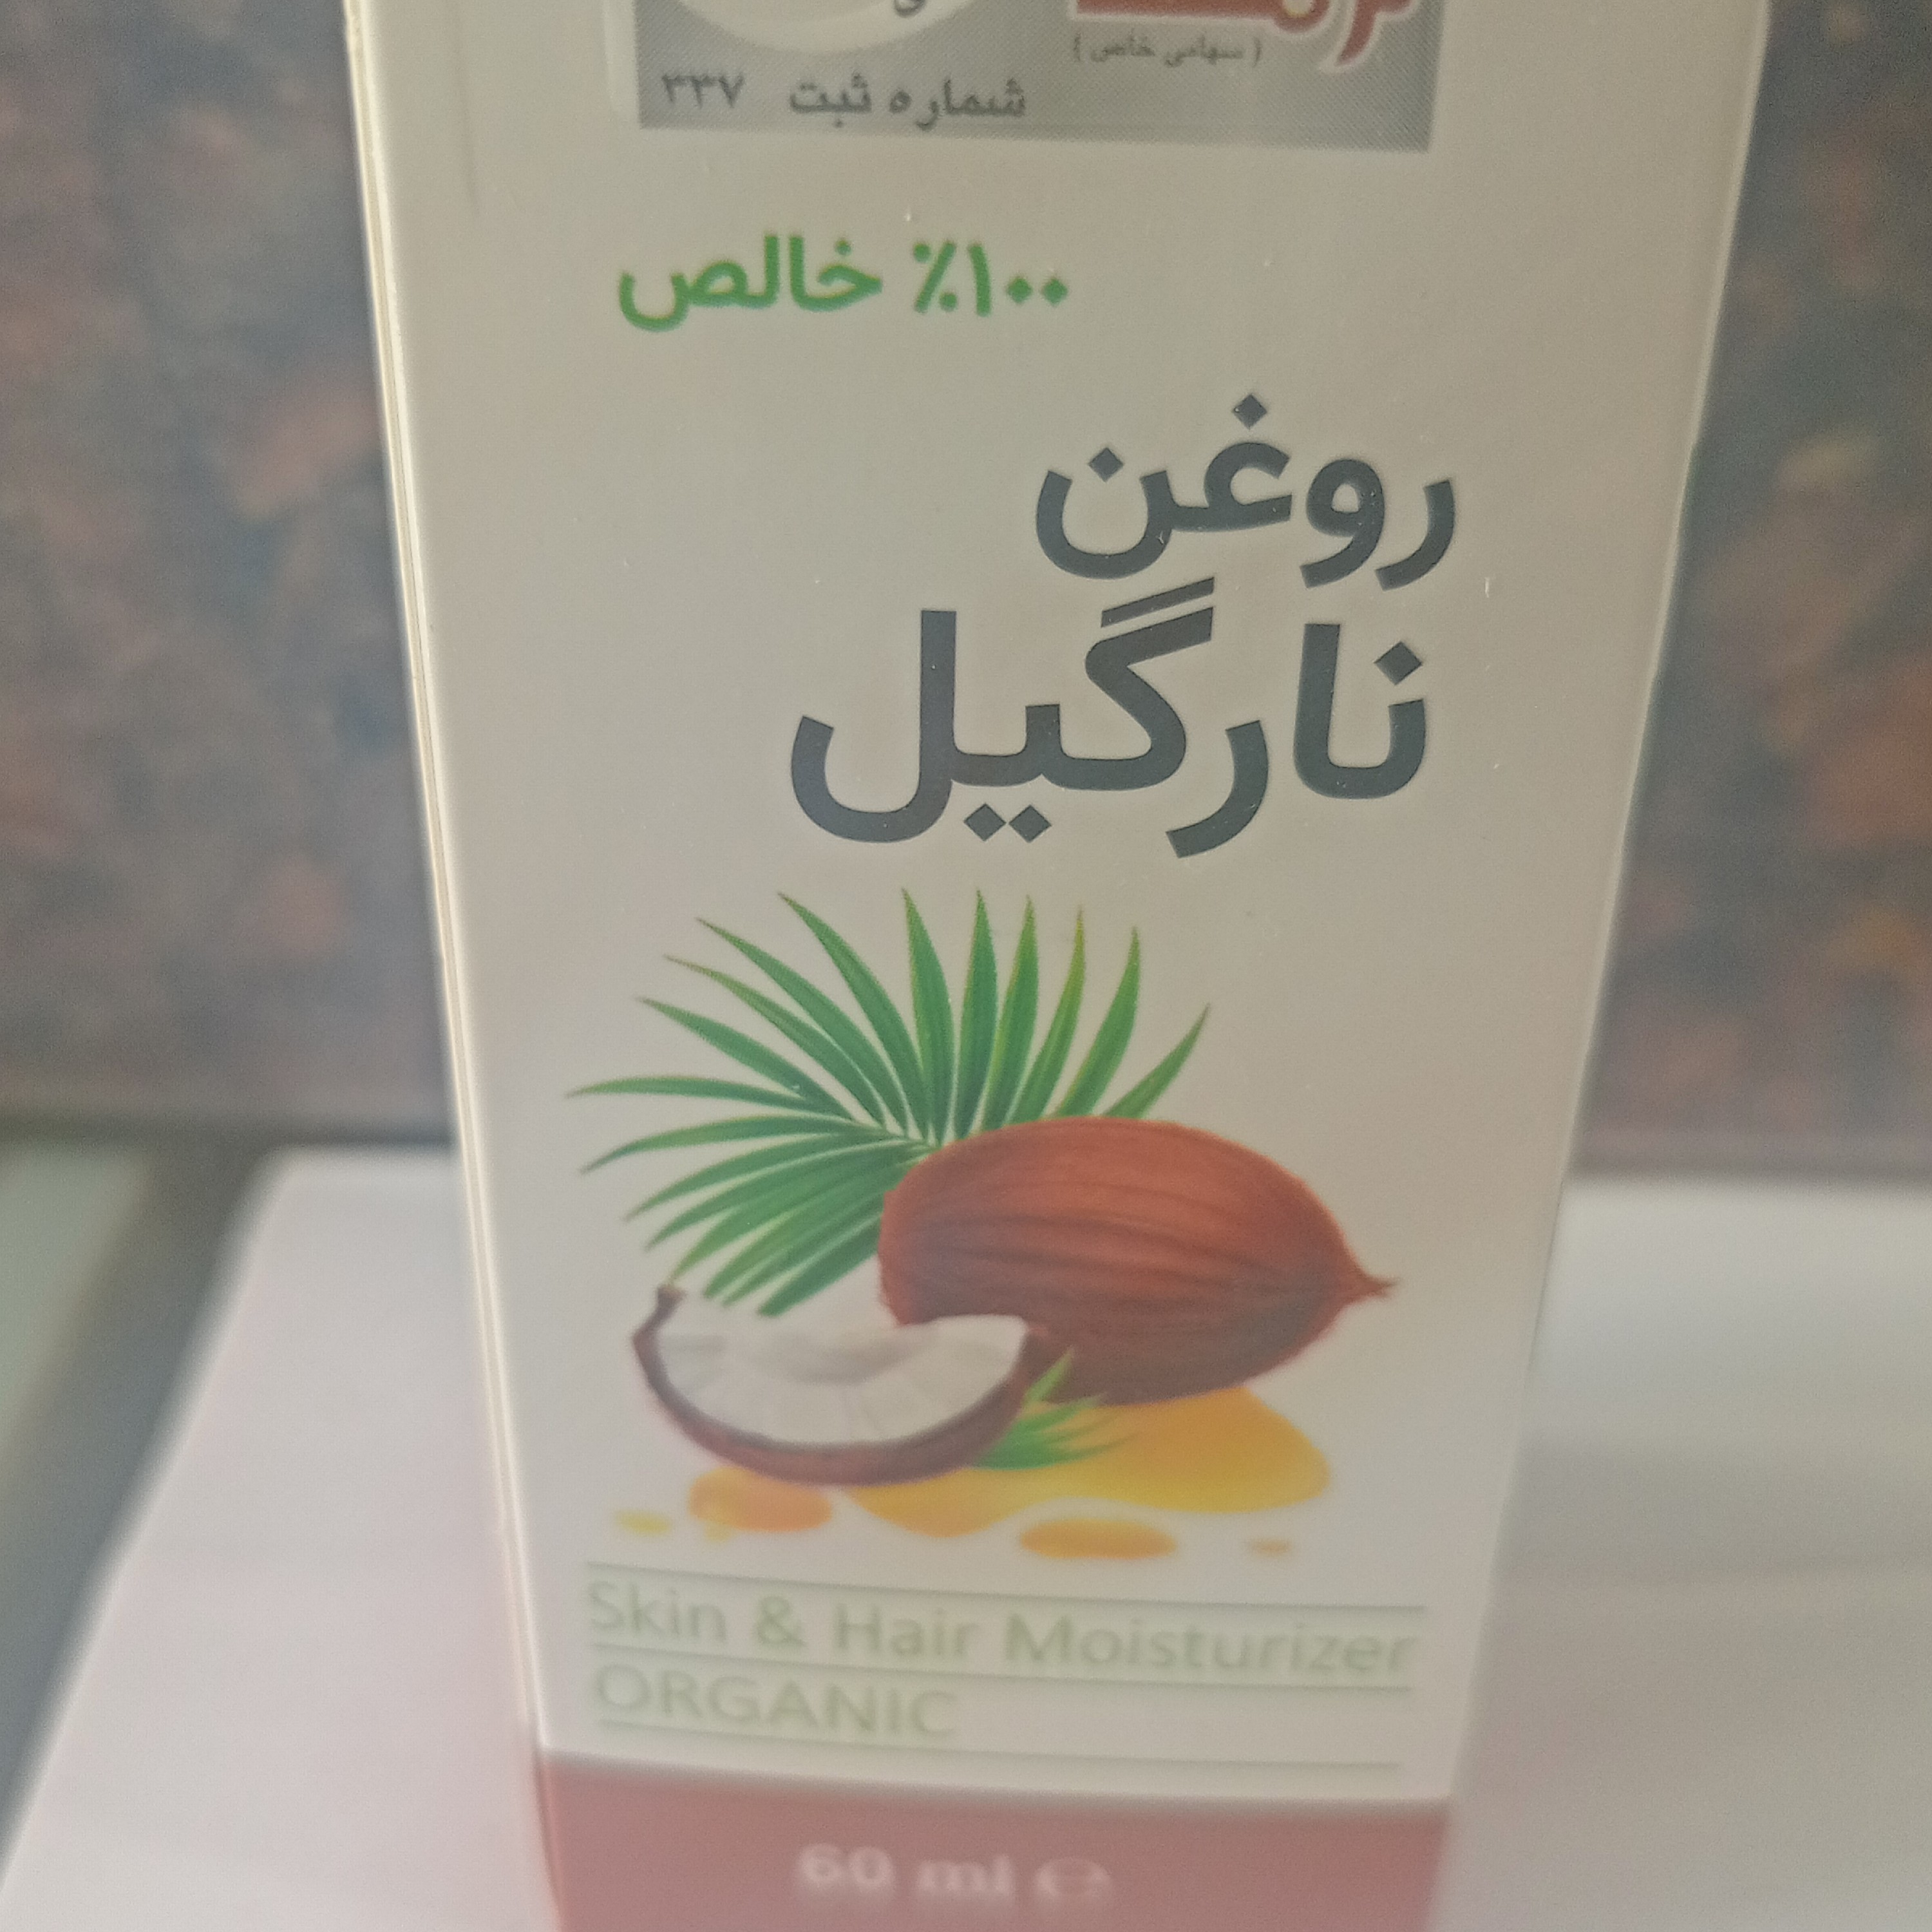 ( سهامی خاص )
شماره ثبت ۳۳۷
۱۰۰٪ خالص
روغن
نارگیل
Skin & Hair Moisturizer
ORGANIC
60 ml ℮